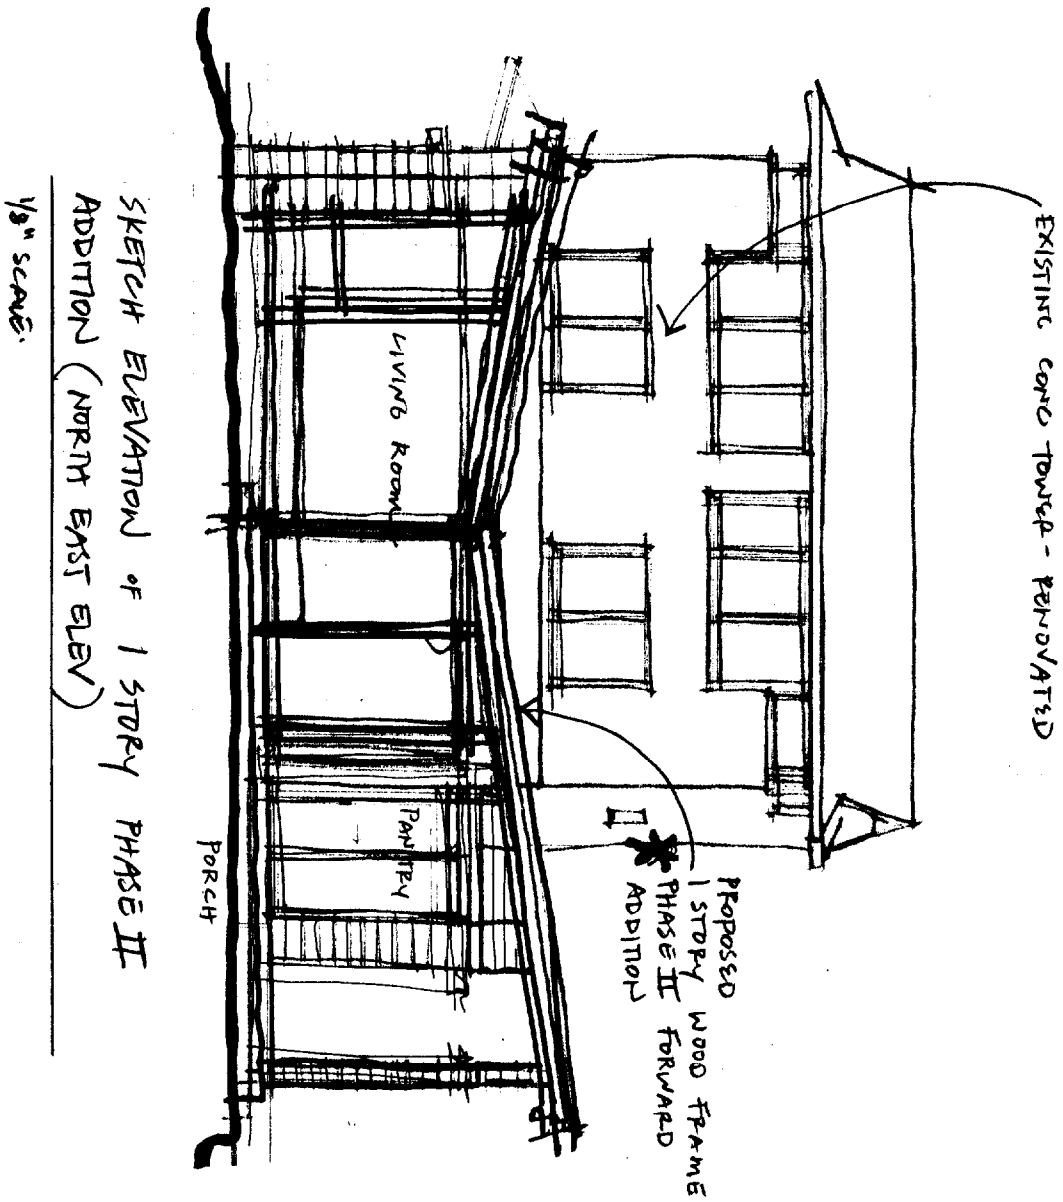 EXISTING CONC TOWER - RENOVATED
PROPOSED
1 STORY WOOD FRAME
PHASE II FORWARD
ADDITION
LIVING ROOM
PANTRY
PORCH
SKETCH ELEVATION OF 1 STORY PHASE II
ADDITION (NORTH EAST ELEV)
1/8" SCALE.